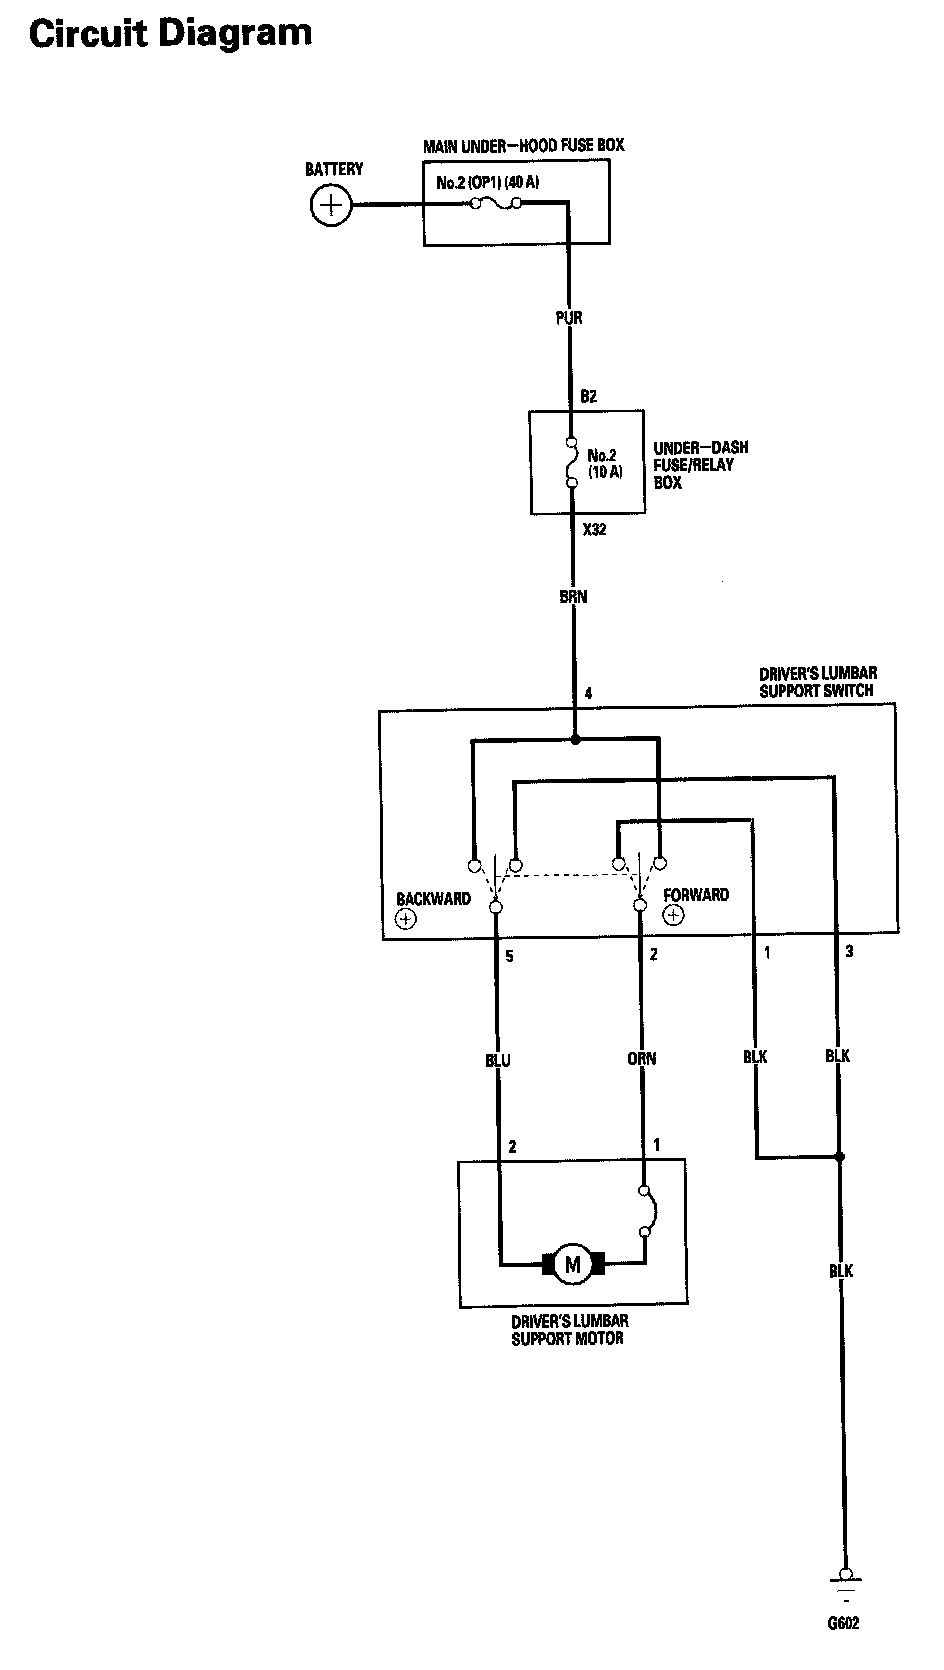 Circuit Diagram
MAIN UNDER-HOOD FUSE BOX
BATTERY
No.2 (OP1) (40 A)
PUR
B2
No.2
(10 A)
UNDER-DASH
FUSE/RELAY
BOX
X32
BRN
DRIVER'S LUMBAR
SUPPORT SWITCH
4
BACKWARD
FORWARD
5
2
1
3
BLU
ORN
BLK
BLK
2
1
M
BLK
DRIVER'S LUMBAR
SUPPORT MOTOR
G602